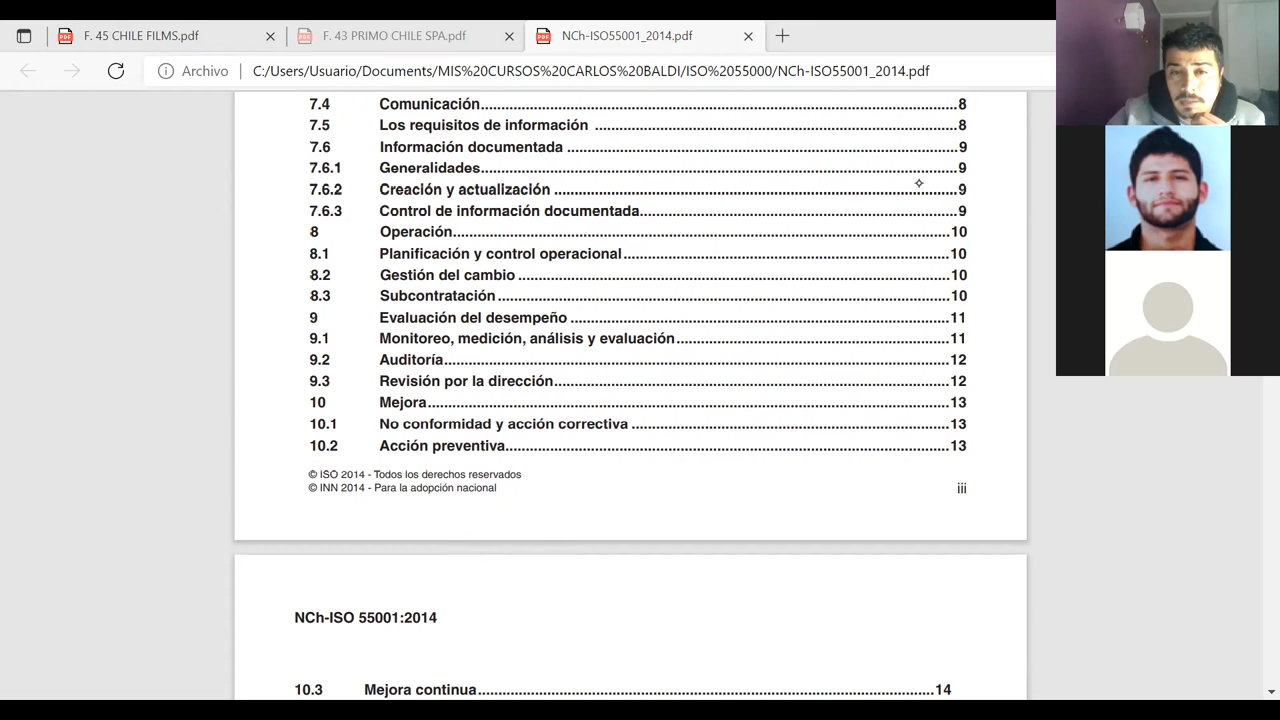 F. 45 CHILE FILMS.pdf
F. 43 PRIMO CHILE SPA.pdf
NCh-ISO55001_2014.pdf
Archivo C:/Users/Usuario/Documents/MIS%20CURSOS%20CARLOS%20BALDI/ISO%2055000/NCh-ISO55001_2014.pdf
7.4 Comunicación 8
7.5 Los requisitos de información 8
7.6 Información documentada 9
7.6.1 Generalidades 9
7.6.2 Creación y actualización 9
7.6.3 Control de información documentada 9
8 Operación 10
8.1 Planificación y control operacional 10
8.2 Gestión del cambio 10
8.3 Subcontratación 10
9 Evaluación del desempeño 11
9.1 Monitoreo, medición, análisis y evaluación 11
9.2 Auditoría 12
9.3 Revisión por la dirección 12
10 Mejora 13
10.1 No conformidad y acción correctiva 13
10.2 Acción preventiva 13
© ISO 2014 - Todos los derechos reservados
© INN 2014 - Para la adopción nacional iii
NCh-ISO 55001:2014
10.3 Mejora continua 14